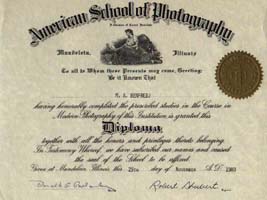 American School of Photography
Mundelein, Illinois
To all to Whom these Presents may come, Greeting:
Be it Known That
having honorably completed the prescribed studies in the Course in
Modern Photography of this Institution is granted this
Diploma
together with all the honors and privileges thereto belonging.
In Testimony Whereof, we have subscribed our names and caused
the seal of the School to be affixed.
Given at Mundelein, Illinois, this day of A.D. 19
Robert